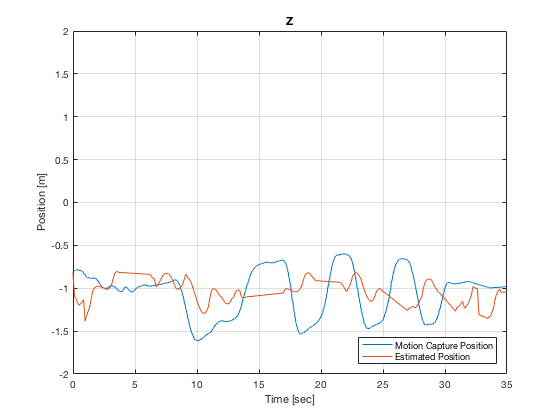 z
2
1.5
1
0.5
0
-0.5
-1
-1.5
-2
Position [m]
0 5 10 15 20 25 30 35
Time [sec]
Motion Capture Position
Estimated Position